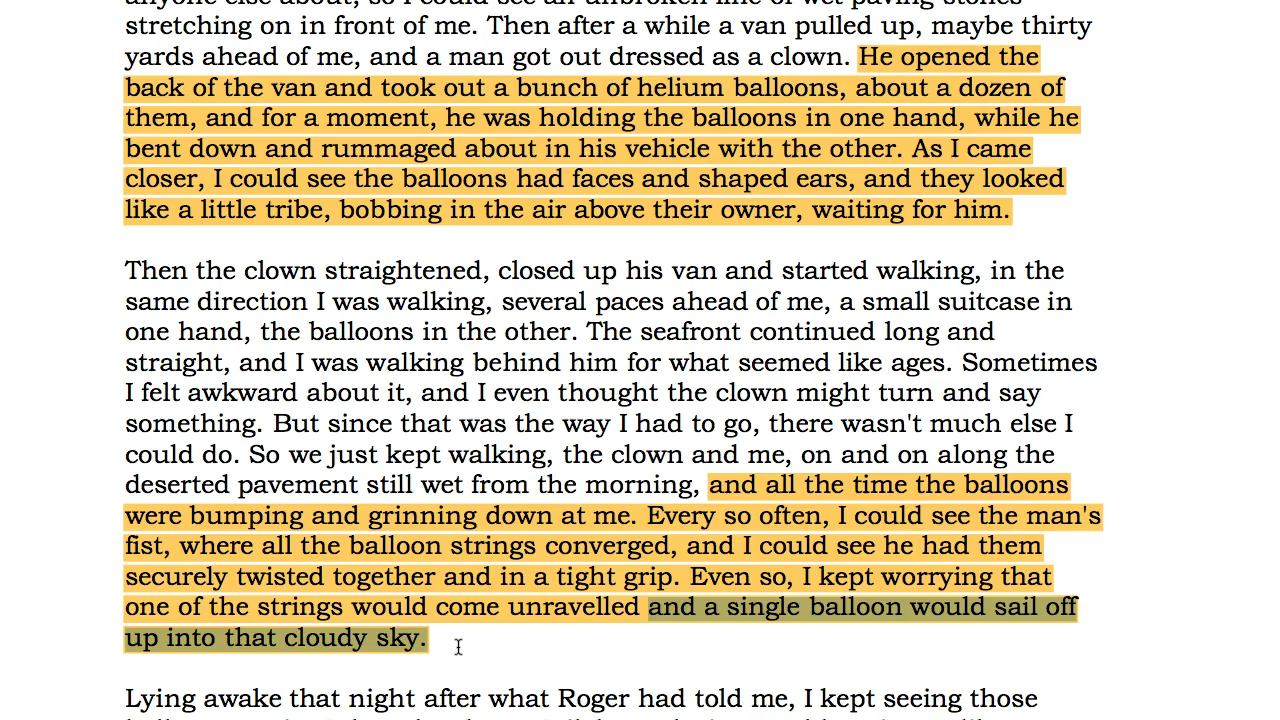 anyone else about, so I could see an unbroken line of wet paving stones
stretching on in front of me. Then after a while a van pulled up, maybe thirty
yards ahead of me, and a man got out dressed as a clown. He opened the
back of the van and took out a bunch of helium balloons, about a dozen of
them, and for a moment, he was holding the balloons in one hand, while he
bent down and rummaged about in his vehicle with the other. As I came
closer, I could see the balloons had faces and shaped ears, and they looked
like a little tribe, bobbing in the air above their owner, waiting for him.
Then the clown straightened, closed up his van and started walking, in the
same direction I was walking, several paces ahead of me, a small suitcase in
one hand, the balloons in the other. The seafront continued long and
straight, and I was walking behind him for what seemed like ages. Sometimes
I felt awkward about it, and I even thought the clown might turn and say
something. But since that was the way I had to go, there wasn't much else I
could do. So we just kept walking, the clown and me, on and on along the
deserted pavement still wet from the morning, and all the time the balloons
were bumping and grinning down at me. Every so often, I could see the man's
fist, where all the balloon strings converged, and I could see he had them
securely twisted together and in a tight grip. Even so, I kept worrying that
one of the strings would come unravelled and a single balloon would sail off
up into that cloudy sky.
Lying awake that night after what Roger had told me, I kept seeing those